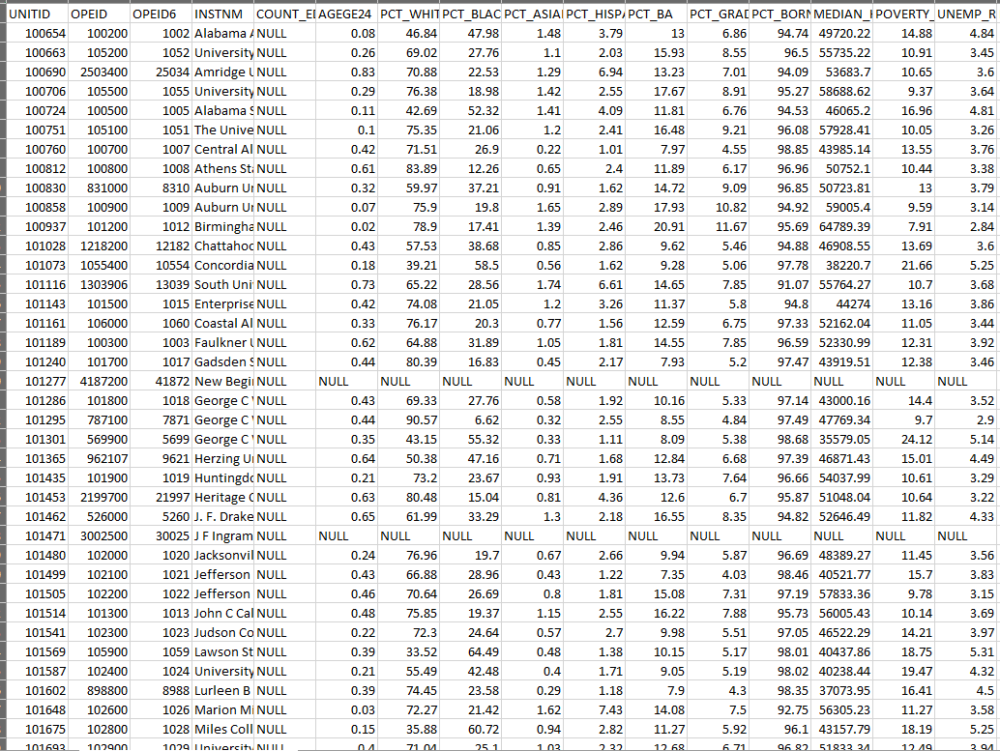 UNITID OPEID OPEID6 INSTNM COUNT_EI AGEGE24 PCT_WHIT PCT_BLAC PCT_ASIA PCT_HISPA PCT_BA PCT_GRAD PCT_BORN MEDIAN_H POVERTY_ UNEMP_R
100654 100200 1002 Alabama A NULL 0.08 46.84 47.98 1.48 3.79 13 6.86 94.74 49720.22 14.88 4.84
100663 105200 1052 University NULL 0.26 69.02 27.76 1.1 2.03 15.93 8.55 96.5 55735.22 10.91 3.45
100690 2503400 25034 Amridge U NULL 0.83 70.88 22.53 1.29 6.94 13.23 7.01 94.09 53683.7 10.65 3.6
100706 105500 1055 University NULL 0.29 76.38 18.98 1.42 2.55 17.67 8.91 95.27 58688.62 9.37 3.64
100724 100500 1005 Alabama S NULL 0.11 42.69 52.32 1.41 4.09 11.81 6.76 94.53 46065.2 16.96 4.81
100751 105100 1051 The Unive NULL 0.1 75.35 21.06 1.2 2.41 16.48 9.21 96.08 57928.41 10.05 3.26
100760 100700 1007 Central Al NULL 0.42 71.51 26.9 0.22 1.01 7.97 4.55 98.85 43985.14 13.55 3.76
100812 100800 1008 Athens Sta NULL 0.61 83.89 12.26 0.65 2.4 11.89 6.17 96.96 50752.1 10.44 3.38
100830 831000 8310 Auburn Un NULL 0.32 59.97 37.21 0.91 1.62 14.72 9.09 96.85 50723.81 13 3.79
100858 100900 1009 Auburn Un NULL 0.07 75.9 19.8 1.65 2.89 17.93 10.82 94.92 59005.4 9.59 3.14
100937 101200 1012 Birmingha NULL 0.02 78.9 17.41 1.39 2.46 20.91 11.67 95.69 64789.39 7.91 2.84
101028 1218200 12182 Chattahoc NULL 0.43 57.53 38.68 0.85 2.86 9.62 5.46 94.88 46908.55 13.69 3.6
101073 1055400 10554 Concordia NULL 0.18 39.21 58.5 0.56 1.62 9.28 5.06 97.78 38220.7 21.66 5.25
101116 1303906 13039 South Uni NULL 0.73 65.22 28.56 1.74 6.61 14.65 7.85 91.07 55764.27 10.7 3.68
101143 101500 1015 Enterprise NULL 0.42 74.08 21.05 1.2 3.26 11.37 5.8 94.8 44274 13.16 3.86
101161 106000 1060 Coastal Al NULL 0.33 76.17 20.3 0.77 1.56 12.59 6.75 97.33 52162.04 11.05 3.44
101189 100300 1003 Faulkner U NULL 0.62 64.88 31.89 1.05 1.81 14.55 7.85 96.59 52330.99 12.31 3.92
101240 101700 1017 Gadsden S NULL 0.44 80.39 16.83 0.45 2.17 7.93 5.2 97.47 43919.51 12.38 3.46
101277 4187200 41872 New Begi NULL NULL NULL NULL NULL NULL NULL NULL NULL NULL NULL NULL
101286 101800 1018 George C NULL 0.43 69.33 27.76 0.58 1.92 10.16 5.33 97.14 43000.16 14.4 3.52
101295 787100 7871 George C NULL 0.44 90.57 6.62 0.32 2.55 8.55 4.84 97.49 47769.34 9.7 2.9
101301 569900 5699 George C NULL 0.35 43.15 55.32 0.33 1.11 8.09 5.38 98.68 35579.05 24.12 5.14
101365 962107 9621 Herzing U NULL 0.64 50.38 47.16 0.71 1.68 12.84 6.68 97.39 46871.43 15.01 4.49
101435 101900 1019 Huntingdo NULL 0.21 73.2 23.67 0.93 1.91 13.73 7.64 96.66 54037.99 10.61 3.29
101453 2199700 21997 Heritage C NULL 0.63 80.48 15.04 0.81 4.36 12.6 6.7 95.87 51048.04 10.64 3.22
101462 526000 5260 J. F. Drake NULL 0.65 61.99 33.29 1.3 2.18 16.55 8.35 94.82 52646.49 11.82 4.33
101471 3002500 30025 J F Ingram NULL NULL NULL NULL NULL NULL NULL NULL NULL NULL NULL NULL
101480 102000 1020 Jacksonvil NULL 0.24 76.96 19.7 0.67 2.66 9.94 5.87 96.69 48389.27 11.45 3.56
101499 102100 1021 Jefferson NULL 0.43 66.88 28.96 0.43 1.22 7.35 4.03 98.46 40521.77 15.7 3.83
101505 102200 1022 Jefferson NULL 0.46 70.64 26.69 0.8 1.81 15.08 7.31 97.19 57833.36 9.78 3.15
101514 101300 1013 John C Cal NULL 0.48 75.85 19.37 1.15 2.55 16.22 7.88 95.73 56005.43 10.14 3.69
101541 102300 1023 Judson Co NULL 0.22 72.3 24.64 0.57 2.7 9.98 5.51 97.05 46522.29 14.21 3.97
101569 105900 1059 Lawson St NULL 0.39 33.52 64.49 0.48 1.38 10.15 5.17 98.01 40437.86 18.75 5.31
101587 102400 1024 University NULL 0.21 55.49 42.48 0.4 1.71 9.05 5.19 98.02 40238.44 19.47 4.32
101602 898800 8988 Lurleen B NULL 0.39 74.45 23.58 0.29 1.18 7.9 4.3 98.35 37073.95 16.41 4.5
101648 102600 1026 Marion Mi NULL 0.03 72.27 21.42 1.62 7.43 14.08 7.5 92.75 56305.23 11.27 3.58
101675 102800 1028 Miles Coll NULL 0.15 35.88 60.72 0.94 2.82 11.27 5.92 96.1 43157.79 18.19 5.25
101693 102900 1029 University NULL 0.4 71.04 25.1 1.03 2.32 12.68 6.71 96.82 51833.34 12.49 3.94